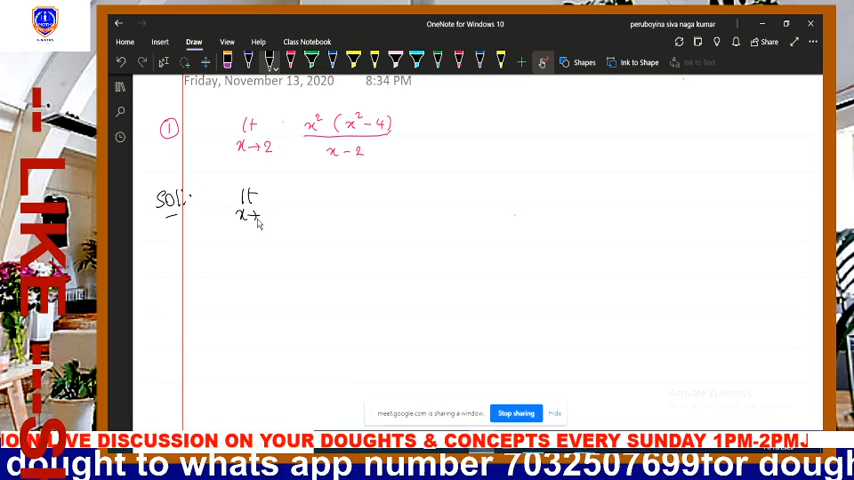 OneNote for Windows 10
peruboyina siva naga kumar
Home Insert Draw View Help Class Notebook
Share
Ink to Shape
Shapes
Ink to Text
Friday, November 13, 2020 8:34 PM
① lt x² (x²-4)
x→2 x-2
Sol:
lt
x→
Activate Windows
meet.google.com is sharing a window. Stop sharing Hide
-- LIKE ---S
OIN LIVE DISCUSSION ON YOUR DOUGHTS & CONCEPTS EVERY SUNDAY 1PM-2PMJ
dought to whats app number 7032507699for dough